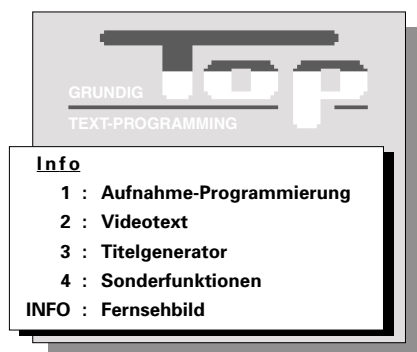 Top
GRUNDIG
TEXT-PROGRAMMING
Info
1 : Aufnahme-Programmierung
2 : Videotext
3 : Titelgenerator
4 : Sonderfunktionen
INFO : Fernsehbild